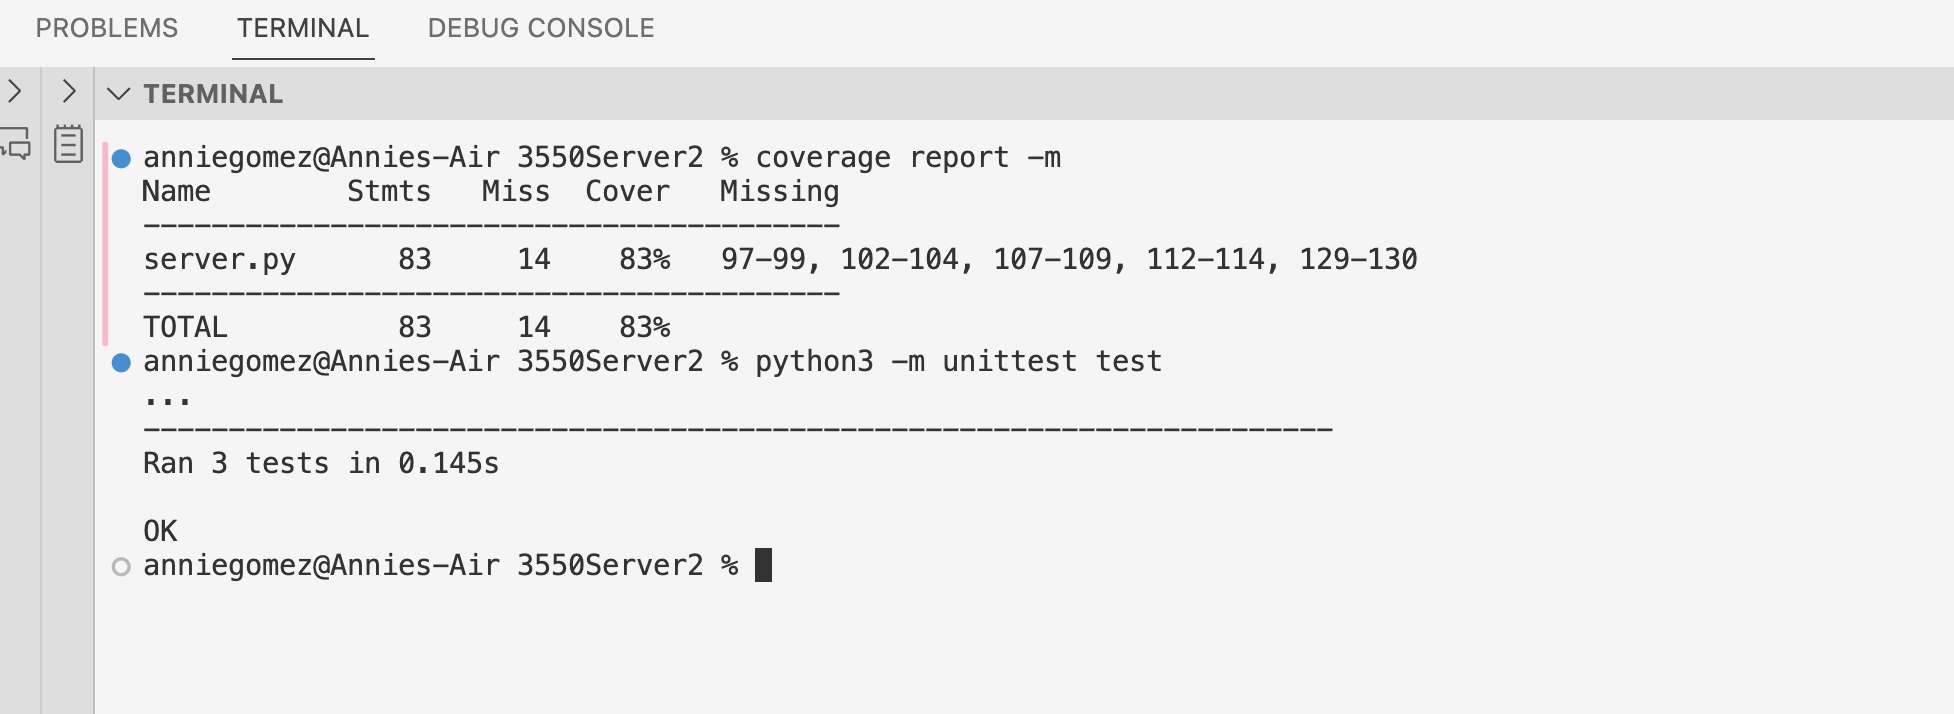 PROBLEMS TERMINAL DEBUG CONSOLE
TERMINAL
anniegomez@Annies-Air 3550Server2 % coverage report -m
Name Stmts Miss Cover Missing
-----------------------------------------
server.py 83 14 83% 97-99, 102-104, 107-109, 112-114, 129-130
-----------------------------------------
TOTAL 83 14 83%
anniegomez@Annies-Air 3550Server2 % python3 -m unittest test
...
----------------------------------------------------------------------
Ran 3 tests in 0.145s
OK
anniegomez@Annies-Air 3550Server2 %